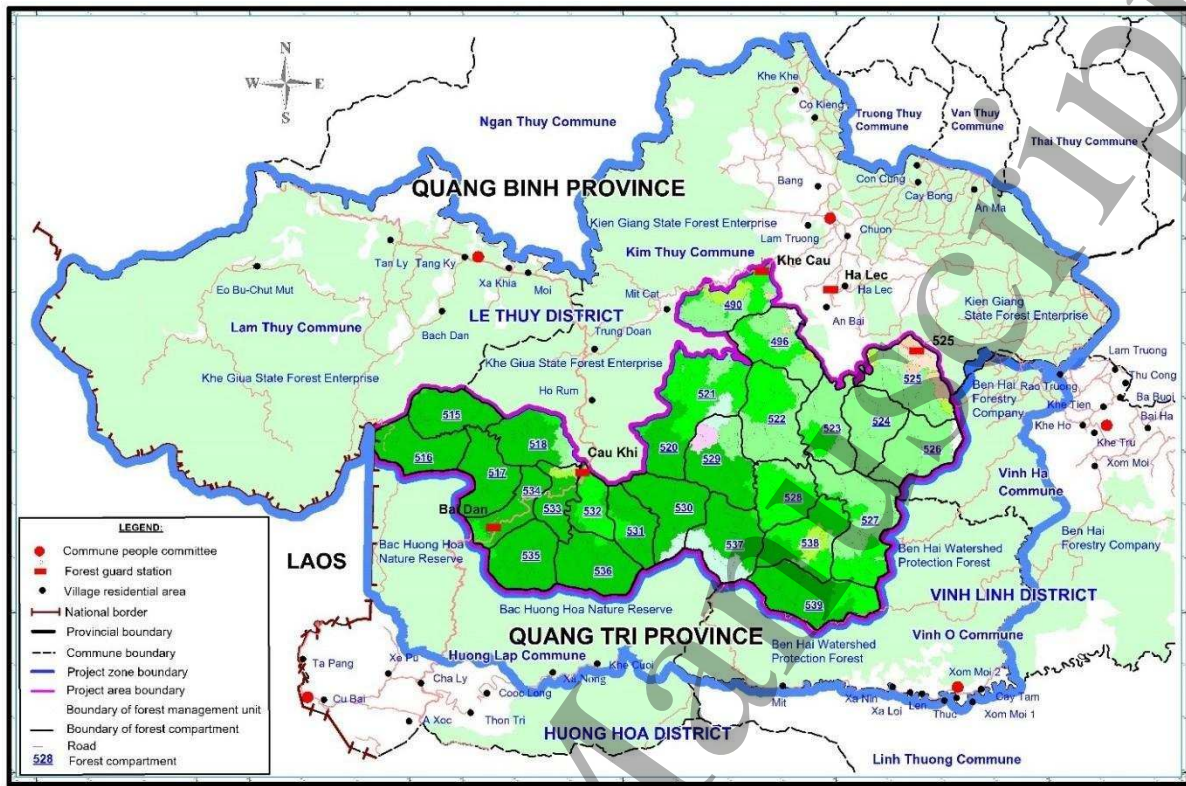 N
W E
S
Khe Khe
Co Kieng
Ngan Thuy Commune
Truong Thuy
Commune
Van Thuy
Commune
Thai Thuy Commune
QUANG BINH PROVINCE
Bang
Con Cung
Cay Bong
An Ma
Kien Giang State Forest Enterprise
Lam Truong
Chuon
Kim Thuy Commune
Tan Ly
Tang Ky
Xa Khia
Moi
Khe Cau
Ha Lec
Ha Lec
Eo Bu-Chut Mut
Mit Cat
490
An Bai
Kien Giang
State Forest Enterprise
Lam Thuy Commune
LE THUY DISTRICT
Bach Dan
Trung Doan
496
525
Khe Giua State Forest Enterprise
Khe Giua State Forest Enterprise
525
Lam Truong
Thu Cong
Ben Hai
Forestry
Company
Rao Truong
Ba Buoi
Ho Rum
521
522
523
524
Khe Tien
Bai Ha
515
518
Khe Ho
Khe Tru
516
517
Cau Khi
520
529
526
Xom Moi
534
533
532
531
530
528
527
Vinh Ha
Commune
Bai Dan
535
536
537
538
539
Ben Hai
Forestry Company
LAOS
Bac Huong Hoa
Nature Reserve
Ben Hai Watershed
Protection Forest
Bac Huong Hoa Nature Reserve
VINH LINH DISTRICT
QUANG TRI PROVINCE
Vinh O Commune
Ben Hai Watershed
Protection Forest
Huong Lap Commune
Ta Pang
Xe Pu
Khe Cuoi
Xa Nong
Cha Ly
Cooc Long
Cu Bai
A Xoc
Thon Tri
Mit
Xa Nin
Xa Loi
Len
Thuc
Xom Moi 2
Cay Tam
Xom Moi 1
HUONG HOA DISTRICT
Linh Thuong Commune
LEGEND:
Commune people committee
Forest guard station
Village residential area
National border
Provincial boundary
Commune boundary
Project zone boundary
Project area boundary
Boundary of forest management unit
Boundary of forest compartment
Road
528 Forest compartment